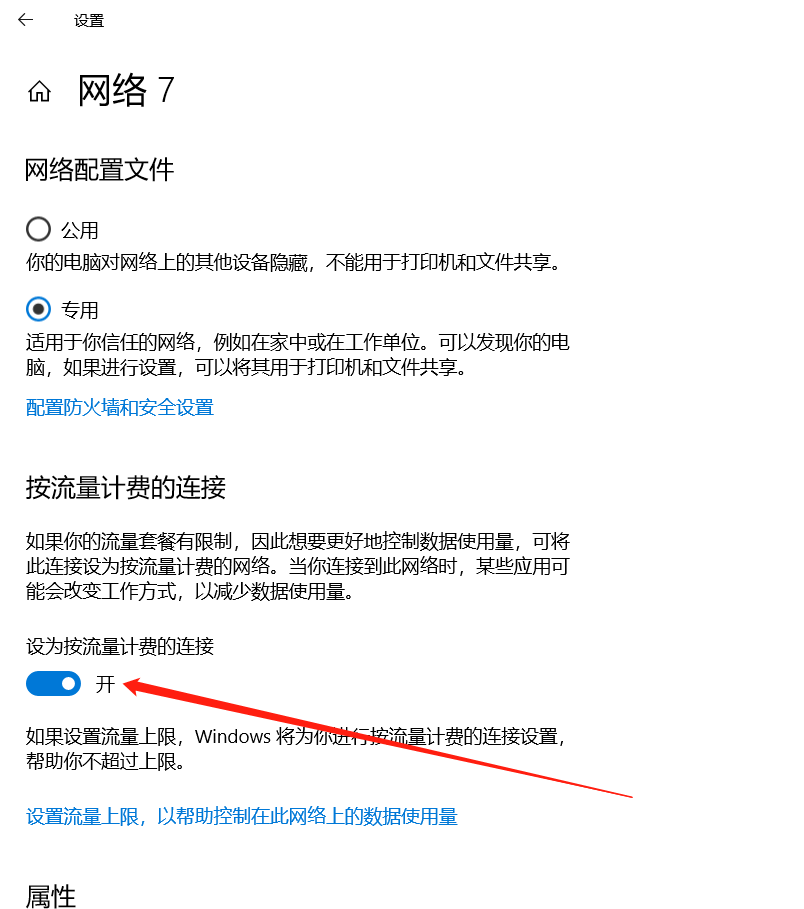 设置
网络 7
网络配置文件
公用
你的电脑对网络上的其他设备隐藏，不能用于打印机和文件共享。
专用
适用于你信任的网络，例如在家中或在工作单位。可以发现你的电
脑，如果进行设置，可以将其用于打印机和文件共享。
配置防火墙和安全设置
按流量计费的连接
如果你的流量套餐有限制，因此想要更好地控制数据使用量，可将
此连接设为按流量计费的网络。当你连接到此网络时，某些应用可
能会改变工作方式，以减少数据使用量。
设为按流量计费的连接
开
如果设置流量上限，Windows 将为你进行按流量计费的连接设置，
帮助你不超过上限。
设置流量上限，以帮助控制在此网络上的数据使用量
属性